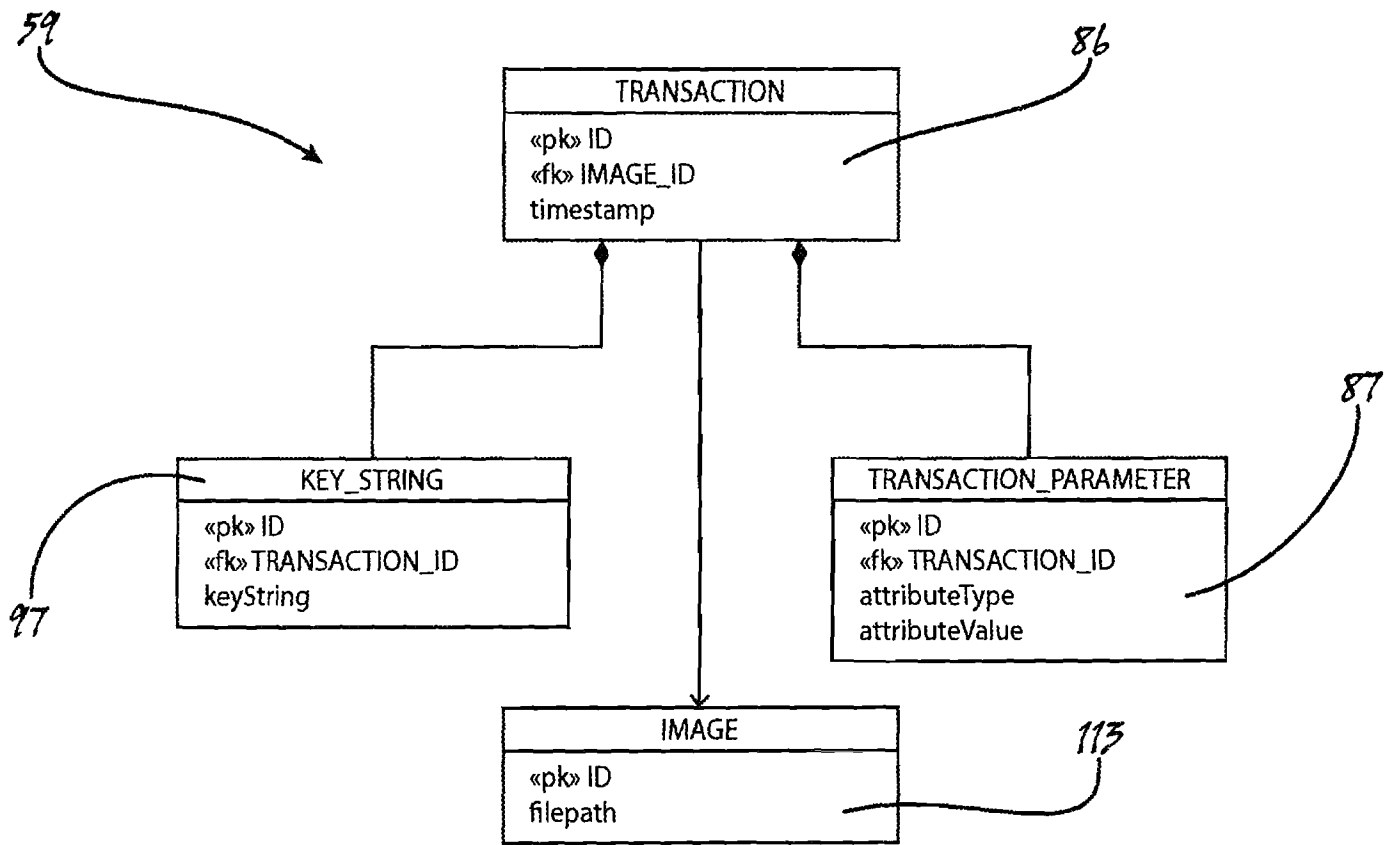 59
86
TRANSACTION
«pk» ID
«fk» IMAGE_ID
timestamp
87
KEY_STRING
«pk» ID
«fk» TRANSACTION_ID
keyString
97
TRANSACTION_PARAMETER
«pk» ID
«fk» TRANSACTION_ID
attributeType
attributeValue
IMAGE
«pk» ID
filepath
113